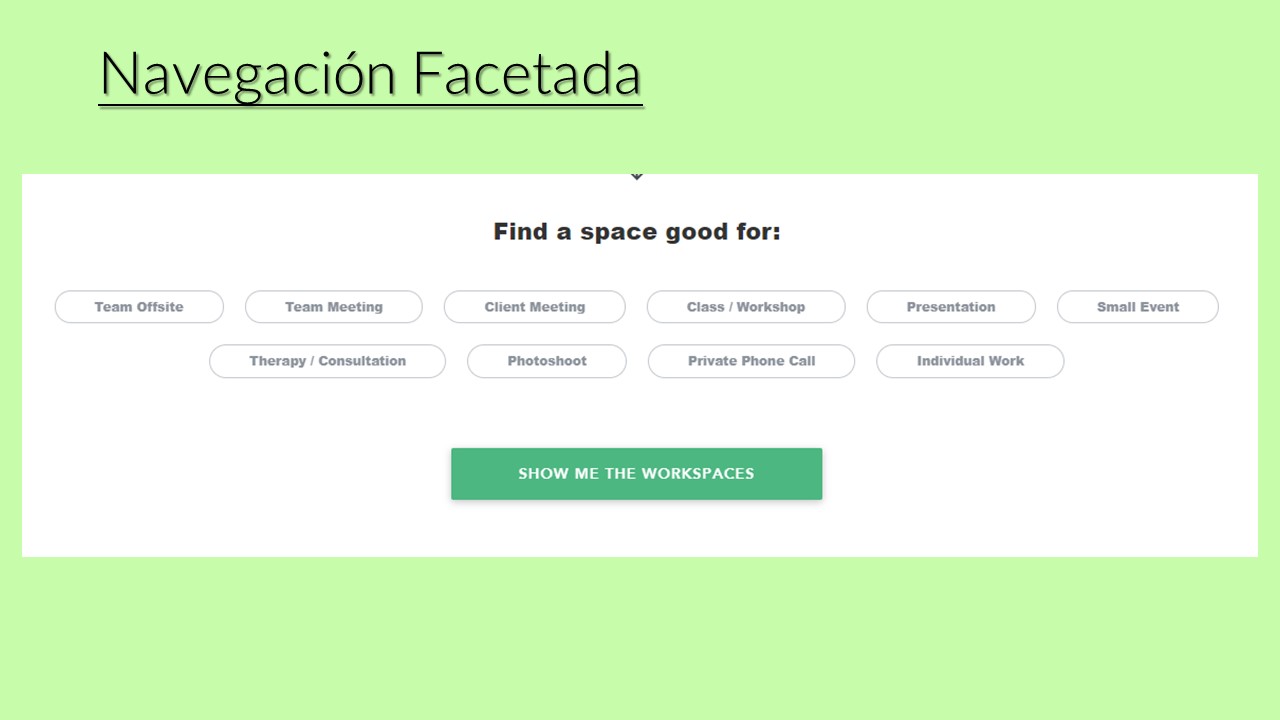 Navegación Facetada
Find a space good for:
Team Offsite Team Meeting Client Meeting Class / Workshop Presentation Small Event
Therapy / Consultation Photoshoot Private Phone Call Individual Work
SHOW ME THE WORKSPACES